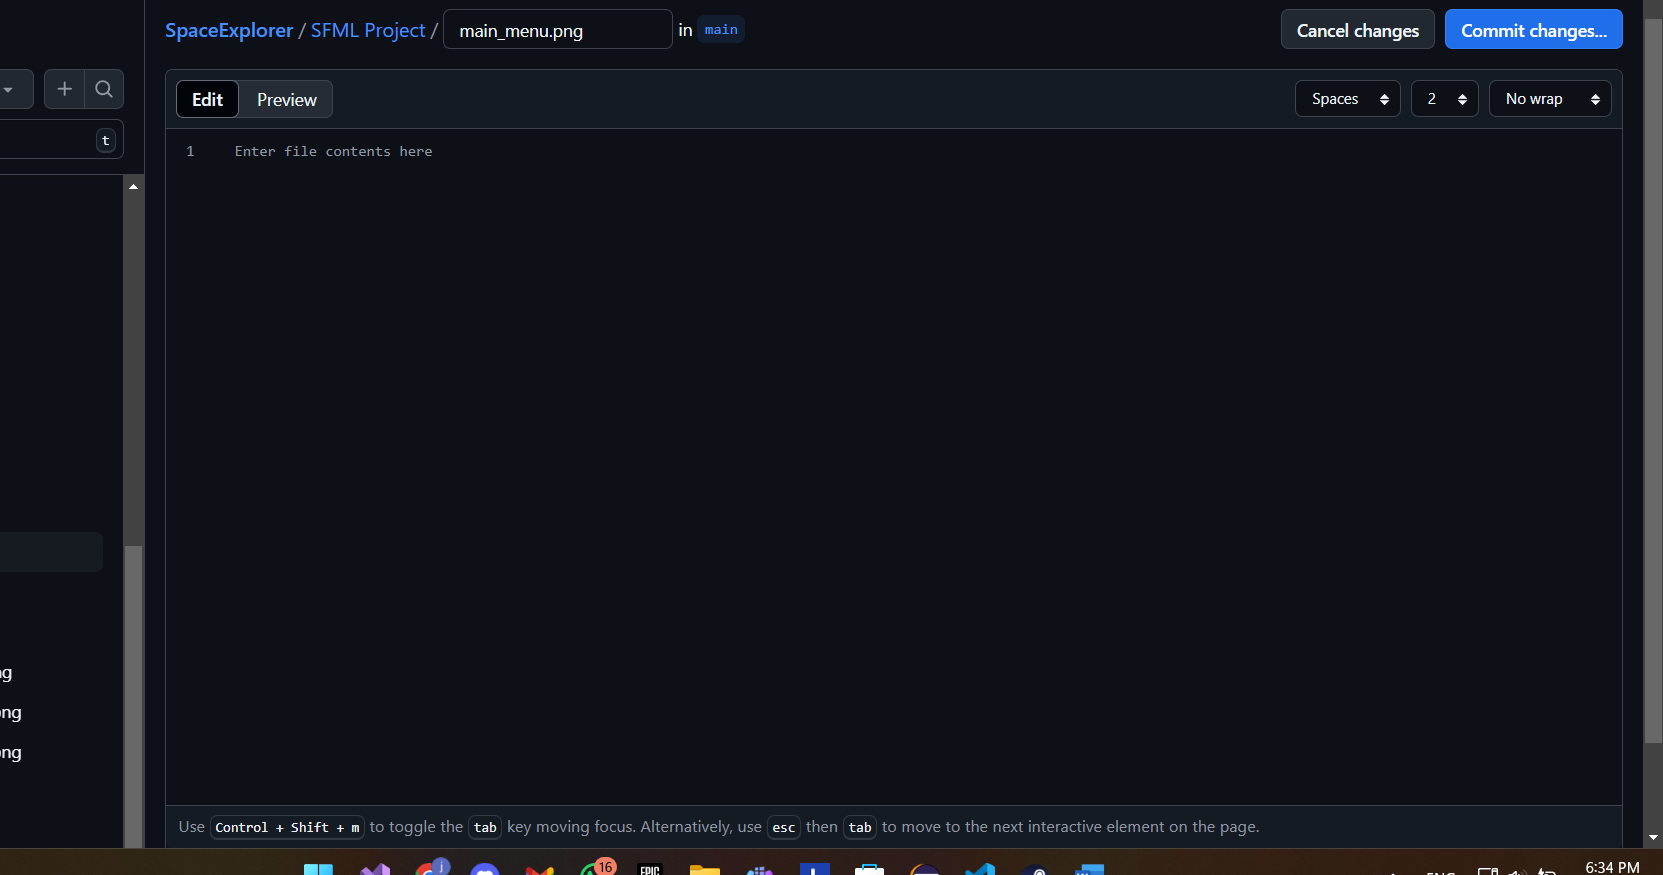 SpaceExplorer / SFML Project / main_menu.png in main
Cancel changes
Commit changes...
t
Edit
Preview
Spaces
2
No wrap
1 Enter file contents here
ng
ng
ng
Use Control + Shift + m to toggle the tab key moving focus. Alternatively, use esc then tab to move to the next interactive element on the page.
j
16
EPIC
6:34 PM